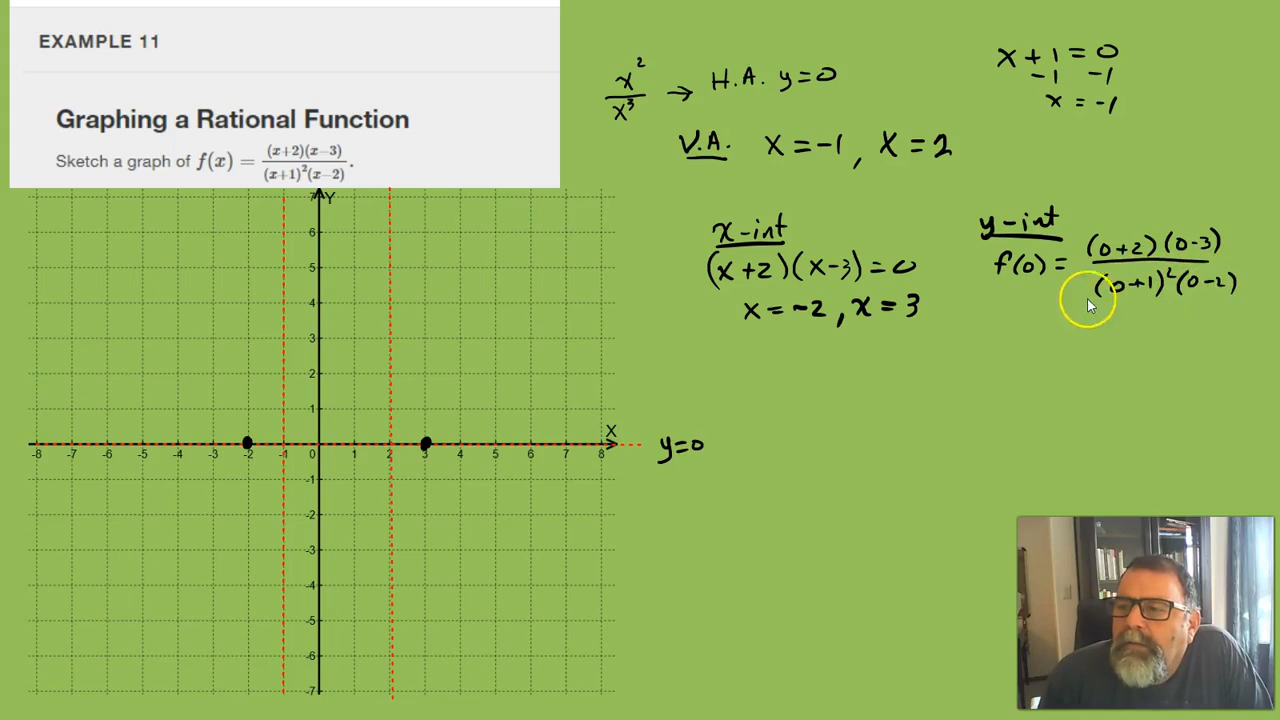 EXAMPLE 11
Graphing a Rational Function
Sketch a graph of f(x) = (x+2)(x−3) / (x+1)²(x−2).
x² / x³ → H.A. y=0
V.A. x=-1, x=2
x+1=0
-1 -1
x = -1
x-int
(x+2)(x-3)=0
x=-2, x=3
y-int
f(0) = (0+2)(0-3) / (0+1)²(0-2)
Y
7
6
5
4
3
2
1
X
y=0
-8 -7 -6 -5 -4 -3 -2 -1 0 1 2 3 4 5 6 7 8
-1
-2
-3
-4
-5
-6
-7